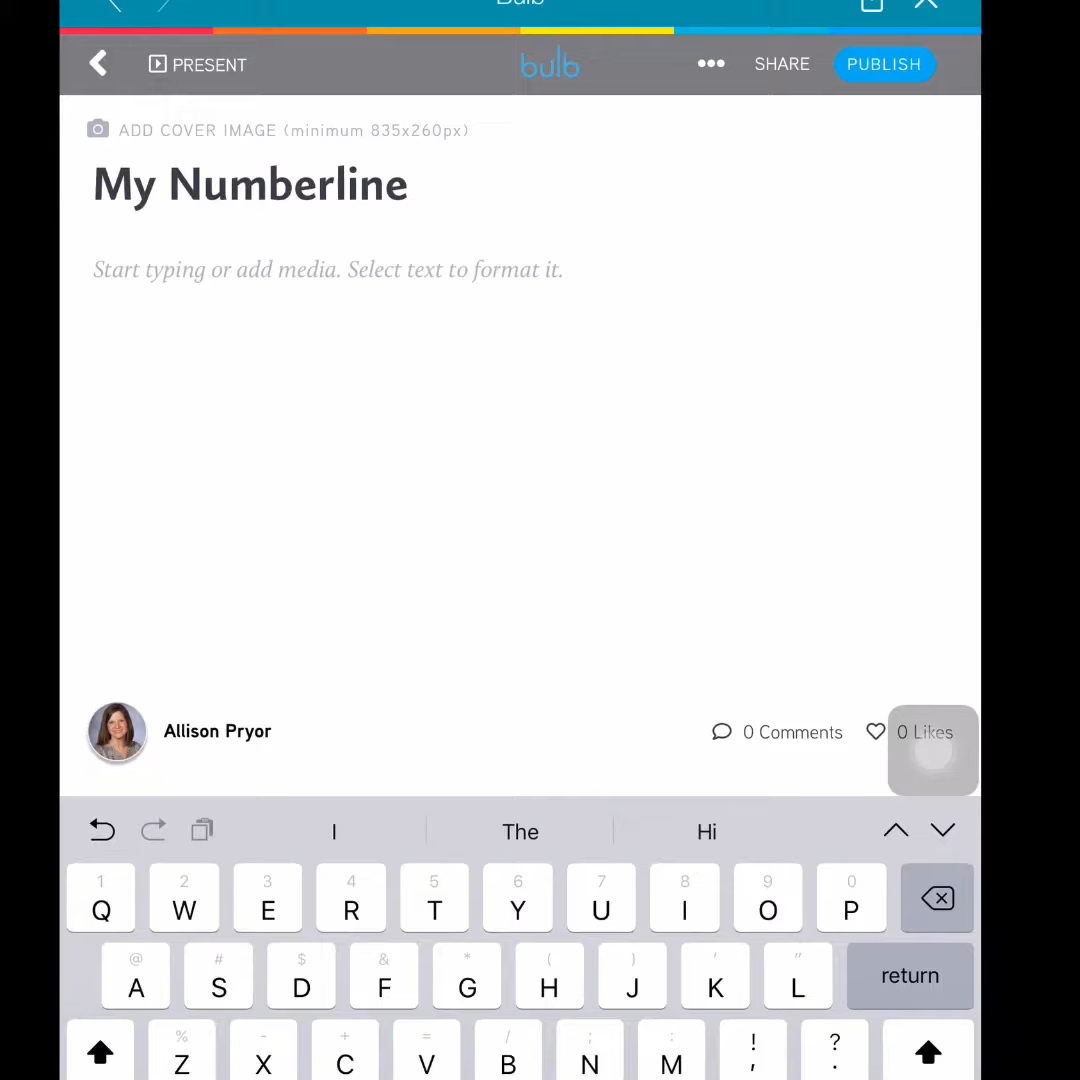 Bulb
PRESENT
bulb
••• SHARE PUBLISH
ADD COVER IMAGE (minimum 835x260px)
My Numberline
Start typing or add media. Select text to format it.
Allison Pryor
0 Comments
0 Likes
I The Hi
1 2 3 4 5 6 7 8 9 0
Q W E R T Y U I O P
@ # $ & * ( ) ' "
A S D F G H J K L return
% - + = / ; : ! ?
Z X C V B N M , .